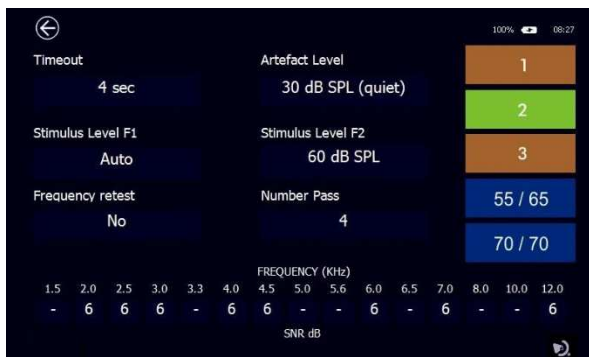 100% 08:27
Timeout Artefact Level
4 sec 30 dB SPL (quiet)
1
2
Stimulus Level F1 Stimulus Level F2
Auto 60 dB SPL
3
Frequency retest Number Pass
No 4
55 / 65
70 / 70
FREQUENCY (KHz)
1.5 2.0 2.5 3.0 3.3 4.0 4.5 5.0 5.6 6.0 6.5 7.0 8.0 10.0 12.0
- 6 6 6 - 6 6 - - 6 - 6 - - 6
SNR dB